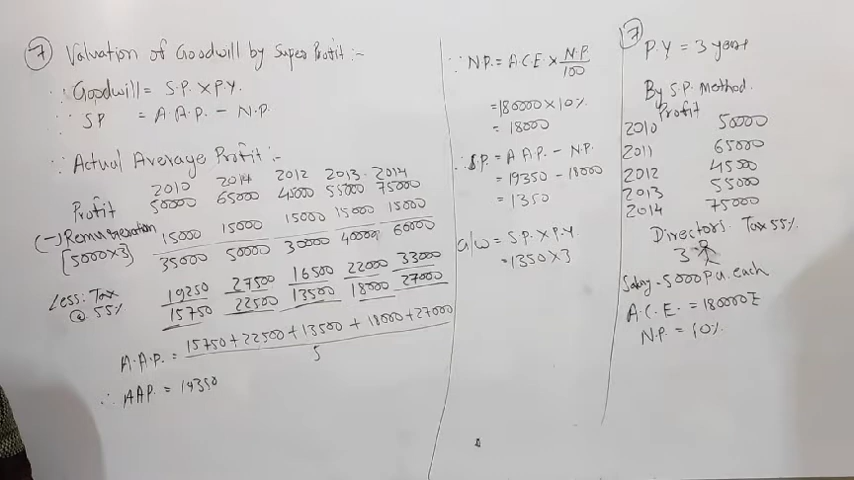 7 Valuation of Goodwill by Super Profit :-
∴ Goodwill = S.P. x P.Y.
∴ SP = A.A.P. - N.P.
∴ Actual Average Profit :-
2010 2014 2012 2013 2014
Profit 50000 65000 45000 55000 75000
(-) Remuneration 15000 15000 15000 15000 15000
[5000x3] 35000 50000 30000 40000 60000
Less: Tax 19250 27500 16500 22000 33000
@ 55% 15750 22500 13500 18000 27000
A.A.P. = 15750 + 22500 + 13500 + 18000 + 27000
5
∴ AAP. = 19350
∴ N.P. = A.C.E x N.P. / 100
= 180000 x 10%
= 18000
∴ S.P. = A AP. - N.P.
= 19350 - 18000
= 1350
G/W = S.P. x P.Y
= 1350 x 3
7 P.Y = 3 years
By S.P. Method.
Profit
2010 50000
2011 65000
2012 45000
2013 55000
2014 75000
Directors. Tax 55%.
3
Salary = 5000 P.a. each
A.C.E. = 180000
N.P. = 10%